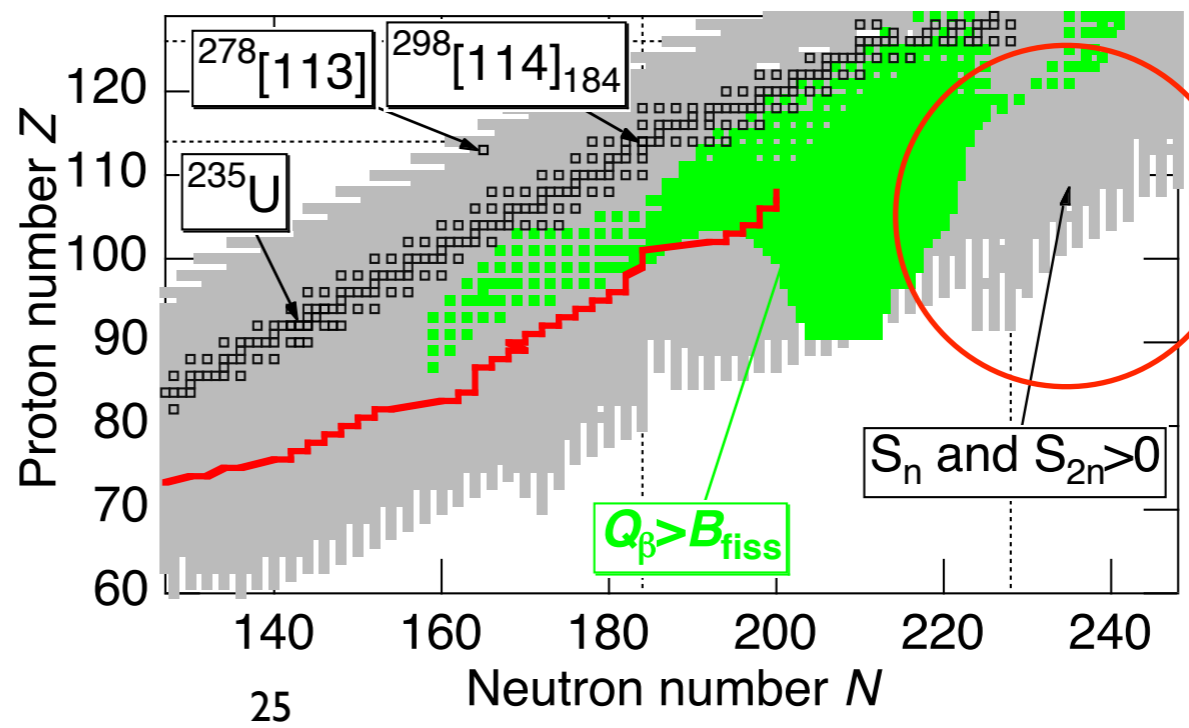 ²⁷⁸[113]
²⁹⁸[114]₁₈₄
²³⁵U
Proton number Z
120
110
100
90
80
70
60
Sₙ and S₂ₙ>0
Qᵦ>B_fiss
140 160 180 200 220 240
Neutron number N
25